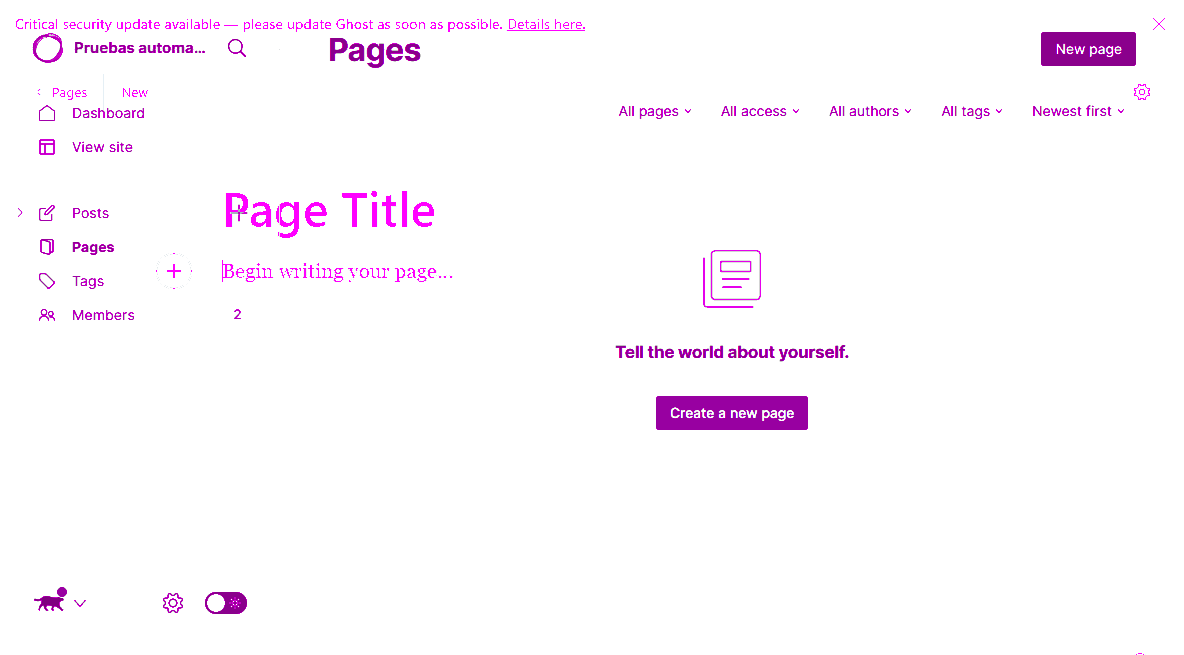 Critical security update available — please update Ghost as soon as possible. Details here.
Pruebas automa...
Pages
New page
Pages
New
Dashboard
All pages
All access
All authors
All tags
Newest first
View site
Posts
Page Title
Pages
Tags
Begin writing your page...
Members
2
Tell the world about yourself.
Create a new page